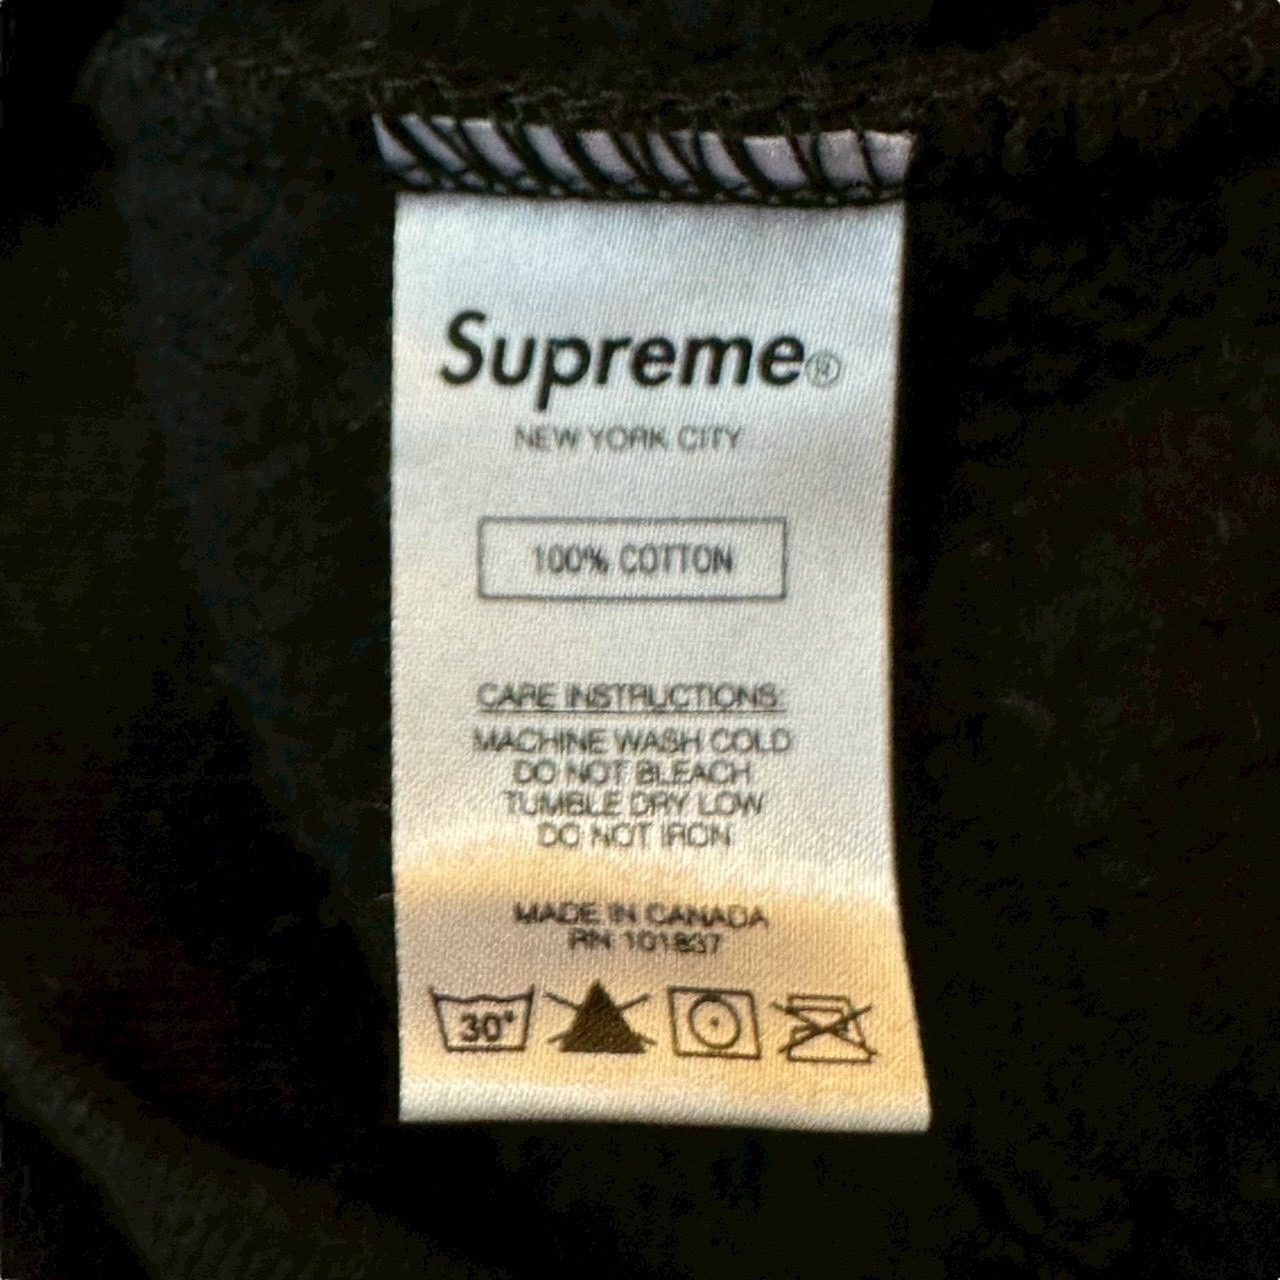 Supreme®
NEW YORK CITY
100% COTTON
CARE INSTRUCTIONS:
MACHINE WASH COLD
DO NOT BLEACH
TUMBLE DRY LOW
DO NOT IRON
MADE IN CANADA
RN 101837
30°